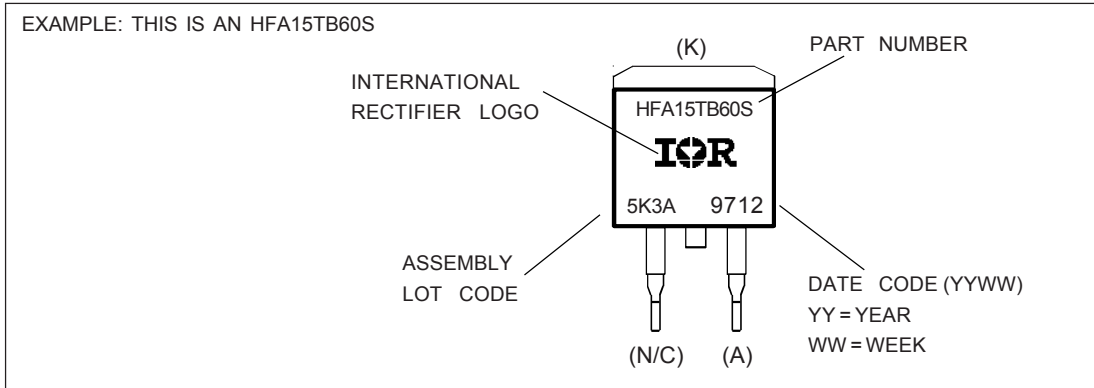 EXAMPLE: THIS IS AN HFA15TB60S
(K)
PART NUMBER
INTERNATIONAL
RECTIFIER LOGO
HFA15TB60S
IOR
5K3A 9712
ASSEMBLY
LOT CODE
DATE CODE (YYWW)
YY = YEAR
WW = WEEK
(N/C) (A)